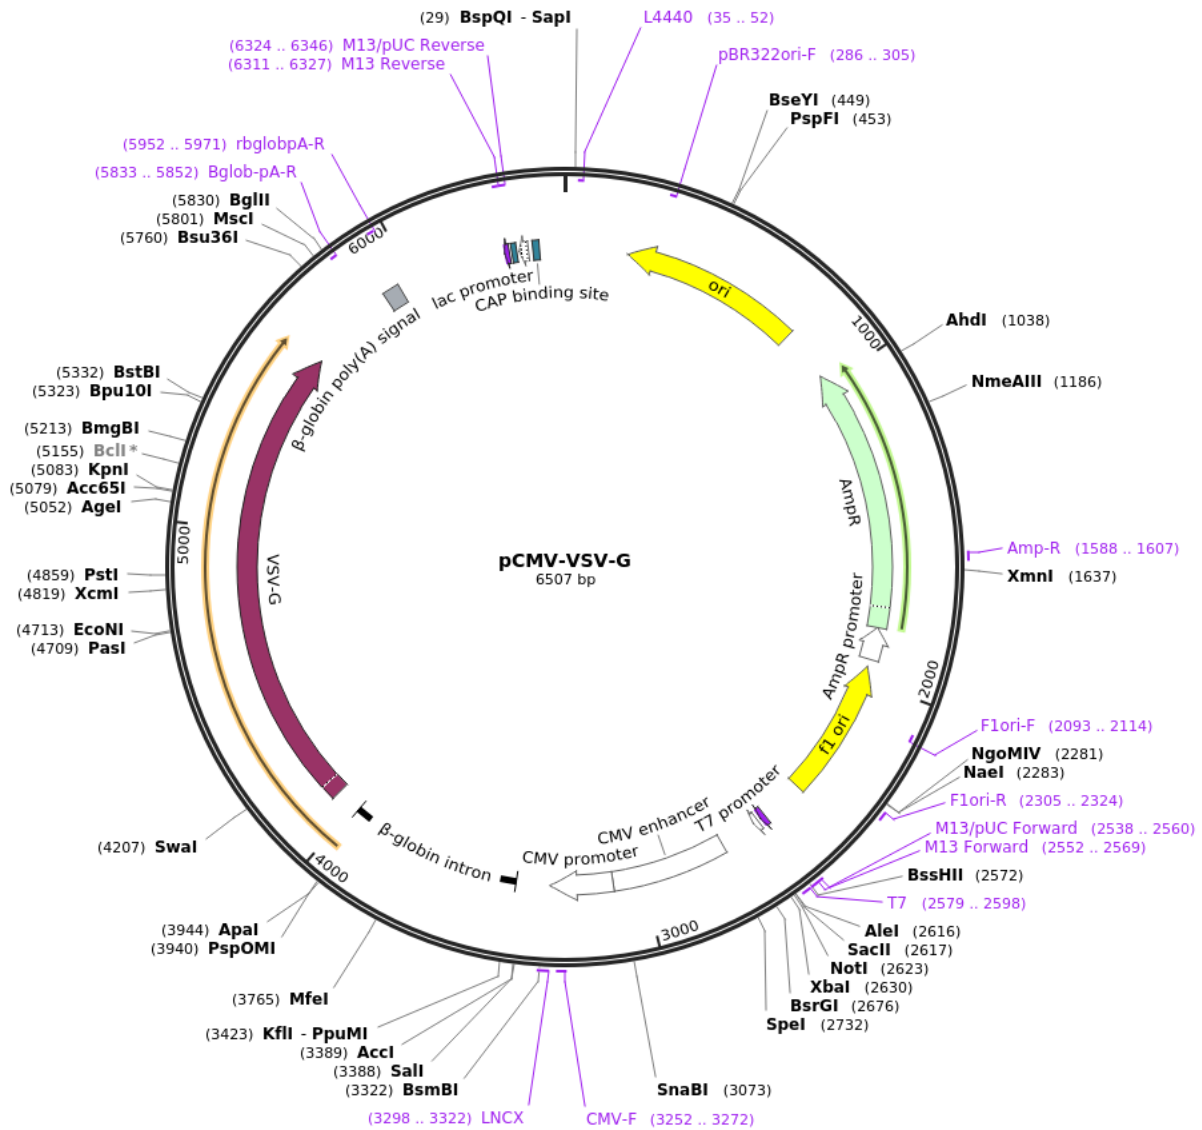 (29) BspQI - SapI
L4440 (35 .. 52)
(6324 .. 6346) M13/pUC Reverse
(6311 .. 6327) M13 Reverse
pBR322ori-F (286 .. 305)
BseYI (449)
PspFI (453)
(5952 .. 5971) rbglobpA-R
(5833 .. 5852) Bglob-pA-R
(5830) BglII
(5801) MscI
(5760) Bsu36I
6000
lac promoter
CAP binding site
ori
1000
AhdI (1038)
NmeAIII (1186)
β-globin poly(A) signal
(5332) BstBI
(5323) Bpu10I
(5213) BmgBI
(5155) BclI*
(5083) KpnI
(5079) Acc65I
(5052) AgeI
5000
(4859) PstI
(4819) XcmI
(4713) EcoNI
(4709) PasI
VSV-G
pCMV-VSV-G
6507 bp
AmpR
Amp-R (1588 .. 1607)
XmnI (1637)
AmpR promoter
2000
F1ori-F (2093 .. 2114)
f1 ori
NgoMIV (2281)
NaeI (2283)
F1ori-R (2305 .. 2324)
M13/pUC Forward (2538 .. 2560)
M13 Forward (2552 .. 2569)
BssHII (2572)
T7 (2579 .. 2598)
T7 promoter
CMV enhancer
CMV promoter
β-globin intron
(4207) SwaI
4000
(3944) ApaI
(3940) PspOMI
3000
AleI (2616)
SacII (2617)
NotI (2623)
XbaI (2630)
BsrGI (2676)
SpeI (2732)
(3765) MfeI
(3423) KflI - PpuMI
(3389) AccI
(3388) SalI
(3322) BsmBI
SnaBI (3073)
(3298 .. 3322) LNCX
CMV-F (3252 .. 3272)